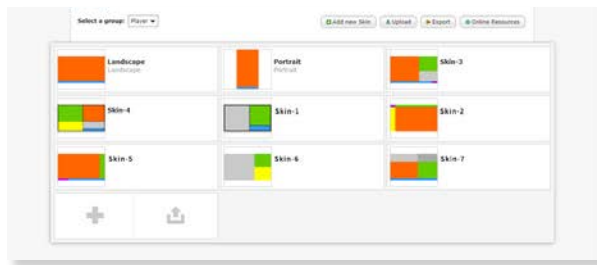 Select a group: Player
Add new Skin Upload Export Online Resources
Landscape
Landscape
Portrait
Portrait
Skin-3
Skin-4
Skin-1
Skin-2
Skin-5
Skin-6
Skin-7